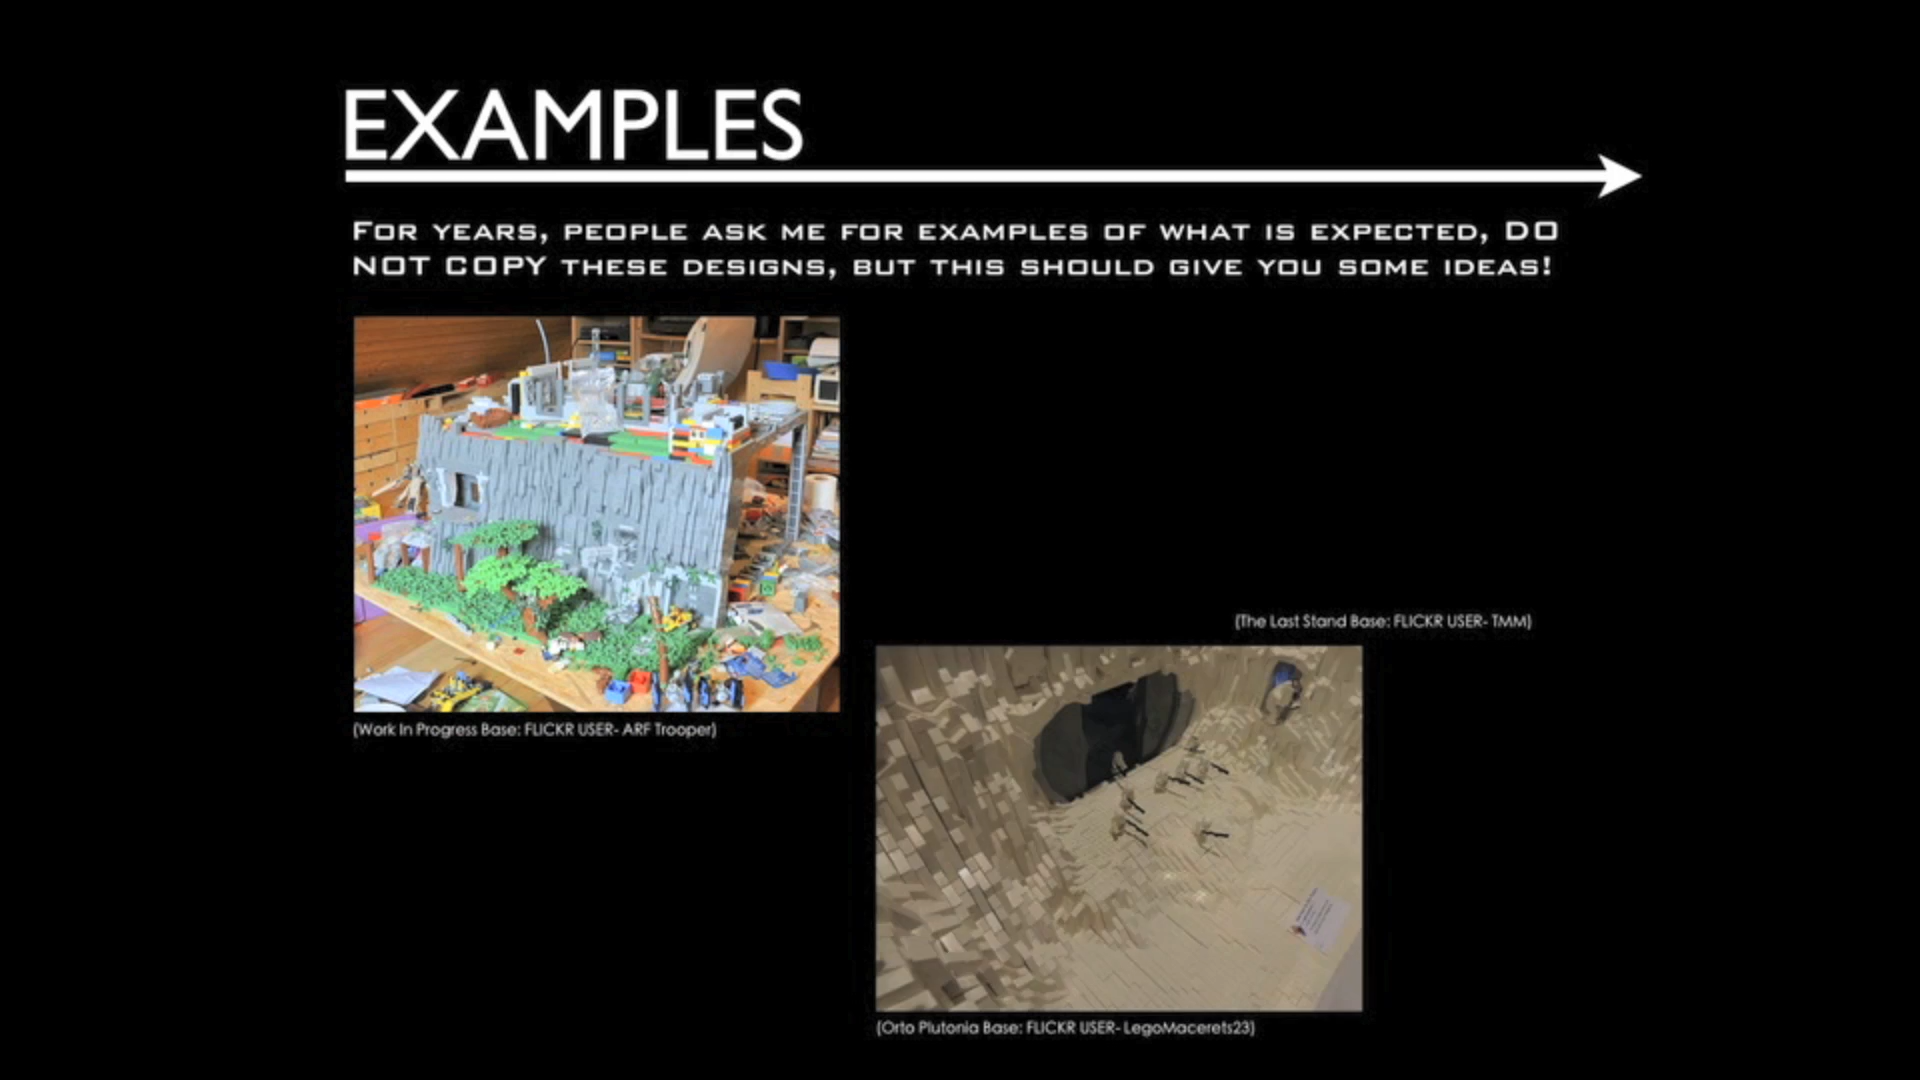 EXAMPLES
FOR YEARS, PEOPLE ASK ME FOR EXAMPLES OF WHAT IS EXPECTED, DO
NOT COPY THESE DESIGNS, BUT THIS SHOULD GIVE YOU SOME IDEAS!
(Work In Progress Base: FLICKR USER- ARF Trooper)
(The Last Stand Base: FLICKR USER- TMM)
(Orto Plutonia Base: FLICKR USER- LegoMacerets23)